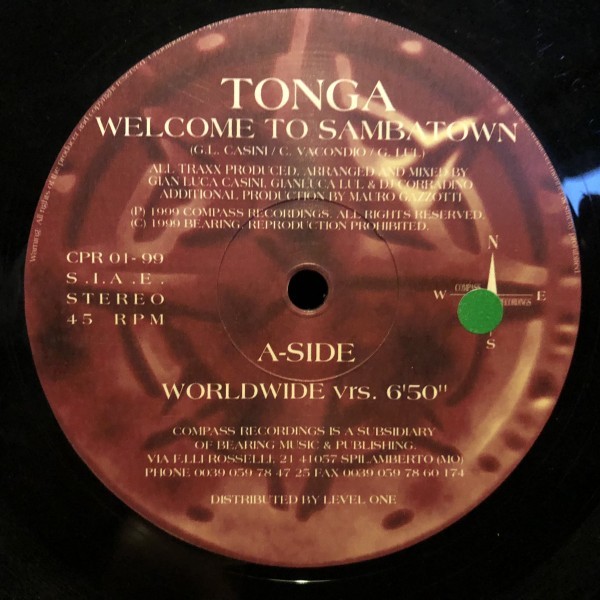 TONGA
WELCOME TO SAMBATOWN
(G.L. CASINI / C. VACONDIO / G. LUL)
ALL TRAXX PRODUCED, ARRANGED AND MIXED BY
GIAN LUCA CASINI, GIANLUCA LUL & DJ CORRADINO
ADDITIONAL PRODUCTION BY MAURO GAZZOTTI
(P) 1999 COMPASS RECORDINGS. ALL RIGHTS RESERVED.
(C) 1999 BEARING. REPRODUCTION PROHIBITED.
CPR 01-99
S.I.A.E.
STEREO
45 RPM
N
W
COMPASS
RECORDINGS
E
S
A-SIDE
WORLDWIDE vrs. 6'50"
COMPASS RECORDINGS IS A SUBSIDIARY
OF BEARING MUSIC & PUBLISHING.
VIA F.LLI ROSSELLI, 21 41057 SPILAMBERTO (MO)
PHONE 0039 059 78 47 25 FAX 0039 059 78 60 174
DISTRIBUTED BY LEVEL ONE